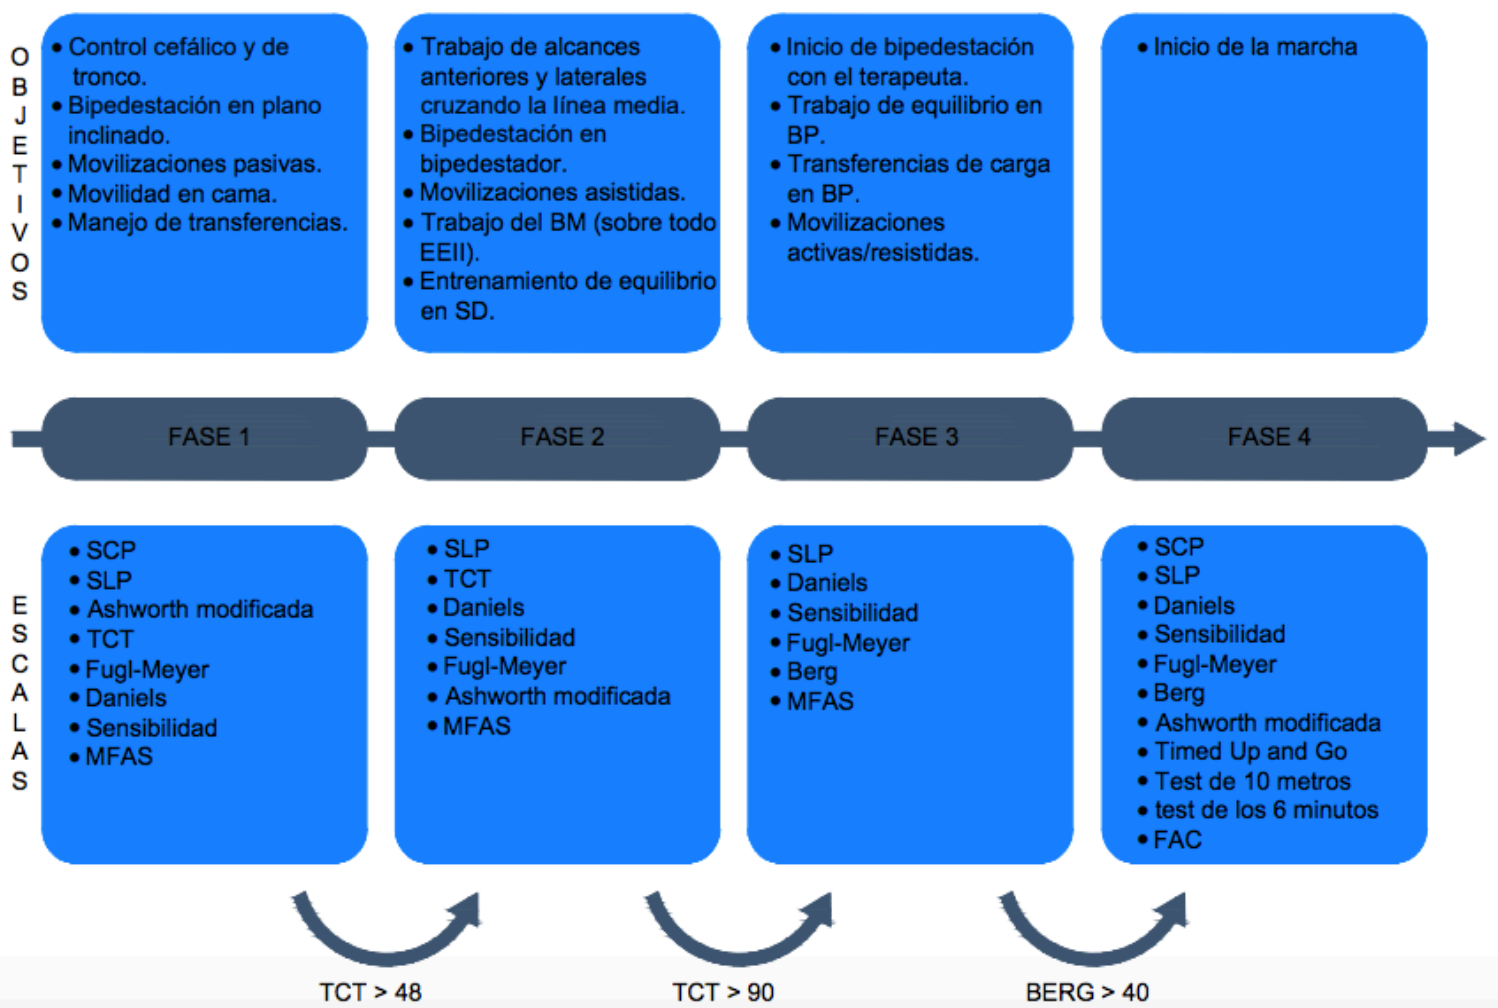 OBJETIVOS
• Control cefálico y de
tronco.
• Bipedestación en plano
inclinado.
• Movilizaciones pasivas.
• Movilidad en cama.
• Manejo de transferencias.
• Trabajo de alcances
anteriores y laterales
cruzando la línea media.
• Bipedestación en
bipedestador.
• Movilizaciones asistidas.
• Trabajo del BM (sobre todo
EEII).
• Entrenamiento de equilibrio
en SD.
• Inicio de bipedestación
con el terapeuta.
• Trabajo de equilibrio en
BP.
• Transferencias de carga
en BP.
• Movilizaciones
activas/resistidas.
• Inicio de la marcha
FASE 1
FASE 2
FASE 3
FASE 4
ESCALAS
• SCP
• SLP
• Ashworth modificada
• TCT
• Fugl-Meyer
• Daniels
• Sensibilidad
• MFAS
• SLP
• TCT
• Daniels
• Sensibilidad
• Fugl-Meyer
• Ashworth modificada
• MFAS
• SLP
• Daniels
• Sensibilidad
• Fugl-Meyer
• Berg
• MFAS
• SCP
• SLP
• Daniels
• Sensibilidad
• Fugl-Meyer
• Berg
• Ashworth modificada
• Timed Up and Go
• Test de 10 metros
• test de los 6 minutos
• FAC
TCT > 48
TCT > 90
BERG > 40